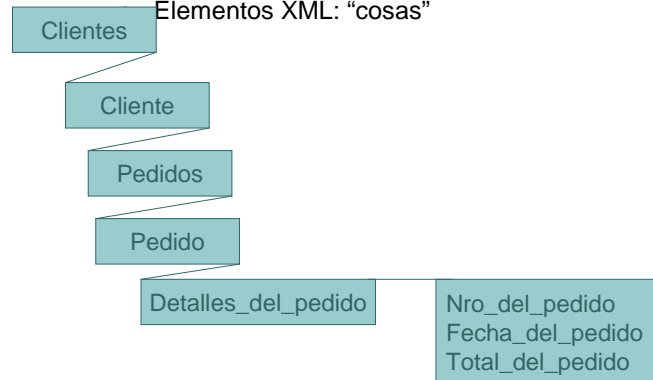 Elementos XML: “cosas”
Clientes
Cliente
Pedidos
Pedido
Detalles_del_pedido
Nro_del_pedido
Fecha_del_pedido
Total_del_pedido